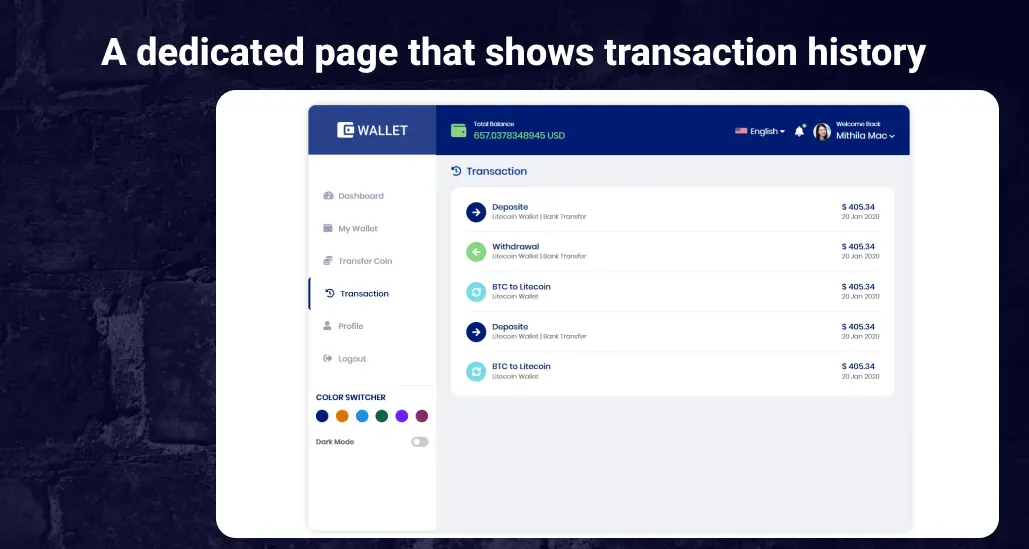 A dedicated page that shows transaction history
WALLET
Total Balance
657.0378348945 USD
English
Welcome Back
Mithila Mac
Transaction
Dashboard
My Wallet
Transfer Coin
Transaction
Profile
Logout
COLOR SWITCHER
Dark Mode
Deposite
$ 405.34
Litecoin Wallet | Bank Transfer
20 Jan 2020
Withdrawal
$ 405.34
Litecoin Wallet | Bank Transfer
20 Jan 2020
BTC to Litecoin
$ 405.34
Litecoin Wallet
20 Jan 2020
Deposite
$ 405.34
Litecoin Wallet | Bank Transfer
20 Jan 2020
BTC to Litecoin
$ 405.34
Litecoin Wallet
20 Jan 2020